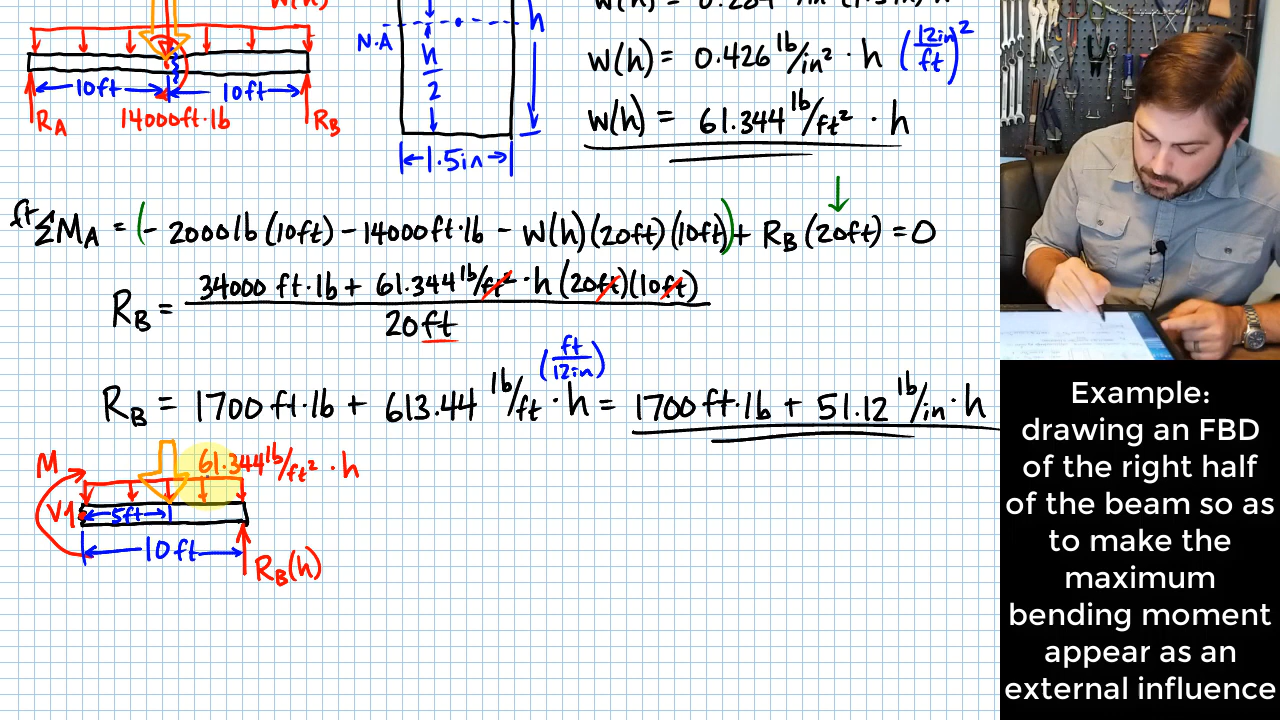 w(h)
10ft 10ft
RA 14000ft·lb RB
N.A h/2 h
|←1.5in→|
w(h) = 0.426 lb/in² · h (12in/ft)²
w(h) = 61.344 lb/ft² · h
ft ΣMA = (- 2000lb (10ft) - 14000ft·lb - w(h)(20ft)(10ft)) + RB (20ft) = 0
RB = (34000 ft·lb + 61.344 lb/ft² · h (20ft)(10ft)) / 20ft
(ft/12in)
RB = 1700ft·lb + 613.44 lb/ft · h = 1700ft·lb + 51.12 lb/in · h
M 61.344 lb/ft² · h
V 5ft
10ft
RB(h)
Example:
drawing an FBD
of the right half
of the beam so as
to make the
maximum
bending moment
appear as an
external influence